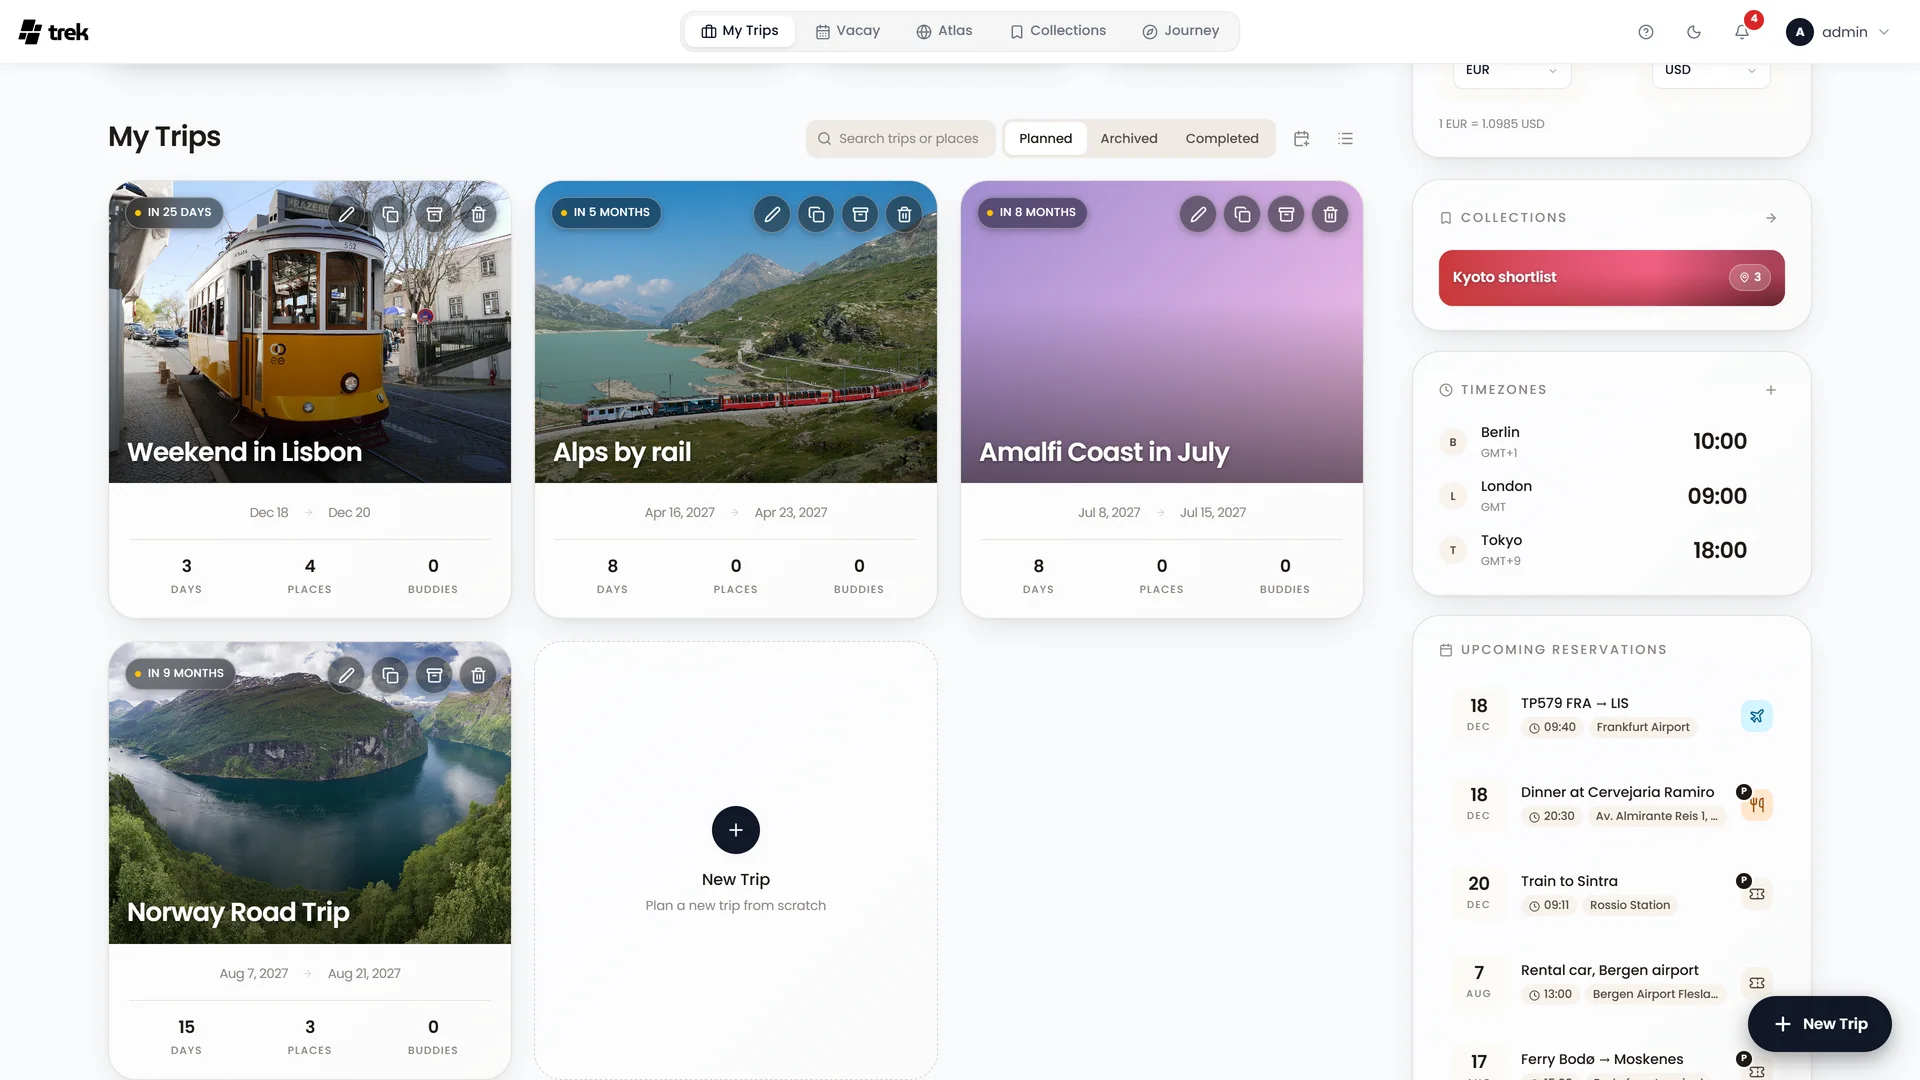 trek
My Trips
Vacay
Atlas
Collections
Journey
4
A
admin
EUR
USD
1 EUR = 1.0985 USD
My Trips
Search trips or places
Planned
Archived
Completed
IN 25 DAYS
552
Weekend in Lisbon
Dec 18 → Dec 20
3 4 0
DAYS PLACES BUDDIES
IN 5 MONTHS
Alps by rail
Apr 16, 2027 → Apr 23, 2027
8 0 0
DAYS PLACES BUDDIES
IN 8 MONTHS
Amalfi Coast in July
Jul 8, 2027 → Jul 15, 2027
8 0 0
DAYS PLACES BUDDIES
IN 9 MONTHS
Norway Road Trip
Aug 7, 2027 → Aug 21, 2027
15 3 0
DAYS PLACES BUDDIES
New Trip
Plan a new trip from scratch
COLLECTIONS
Kyoto shortlist
3
TIMEZONES
B
Berlin
GMT+1
10:00
L
London
GMT
09:00
T
Tokyo
GMT+9
18:00
UPCOMING RESERVATIONS
18 DEC
TP579 FRA → LIS
09:40 Frankfurt Airport
18 DEC
Dinner at Cervejaria Ramiro
20:30 Av. Almirante Reis 1, ...
P
20 DEC
Train to Sintra
09:11 Rossio Station
P
7 AUG
Rental car, Bergen airport
13:00 Bergen Airport Flesla...
17
Ferry Bodø → Moskenes
P
New Trip